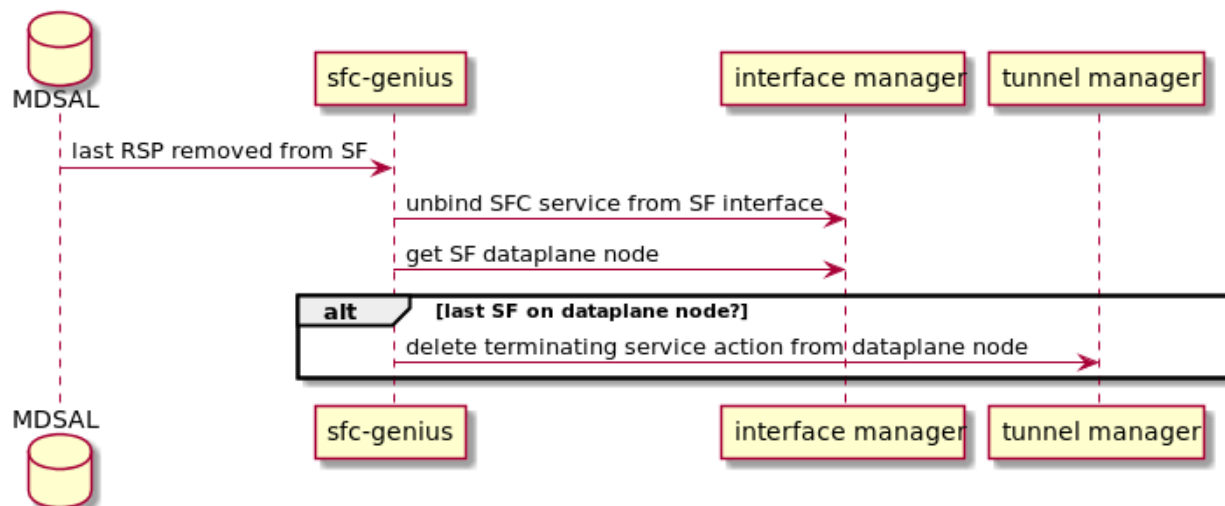 MDSAL
sfc-genius
interface manager
tunnel manager
last RSP removed from SF
unbind SFC service from SF interface
get SF dataplane node
alt [last SF on dataplane node?]
delete terminating service action from dataplane node
MDSAL
sfc-genius
interface manager
tunnel manager